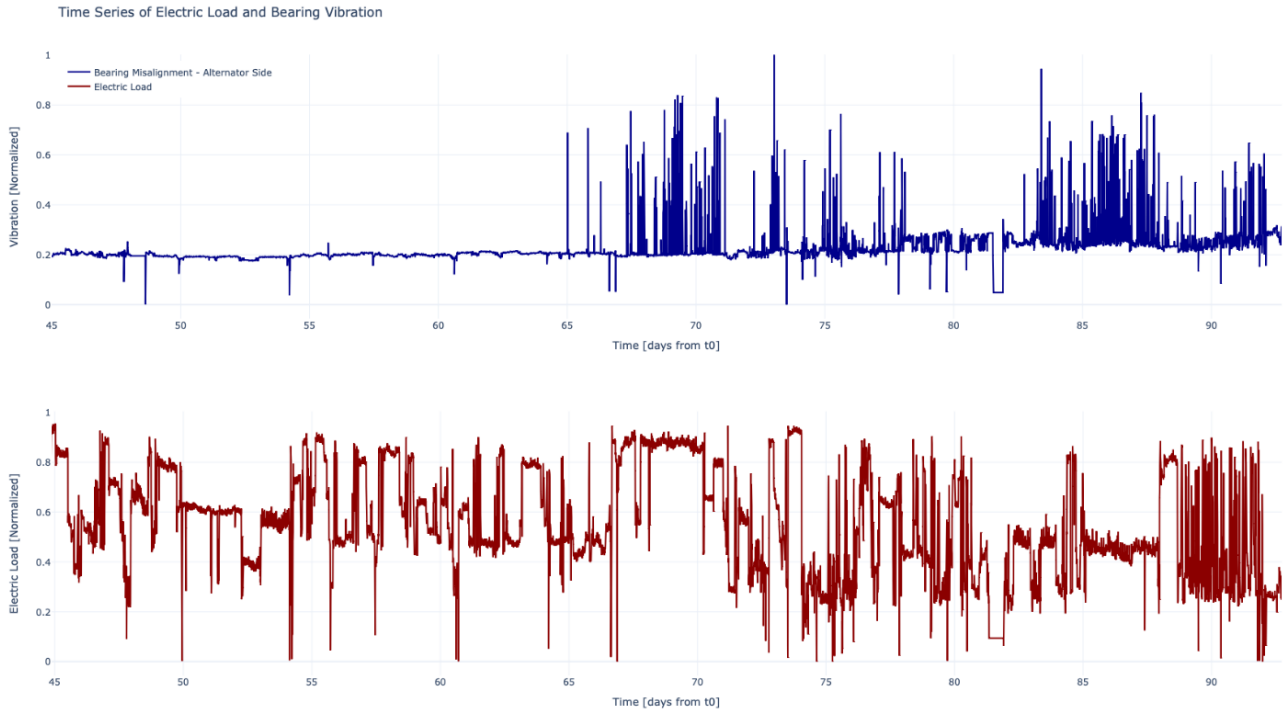 Time Series of Electric Load and Bearing Vibration
Bearing Misalignment - Alternator Side
Electric Load
Vibration [Normalized]
1
0.8
0.6
0.4
0.2
0
45 50 55 60 65 70 75 80 85 90
Time [days from t0]
Electric Load [Normalized]
1
0.8
0.6
0.4
0.2
0
45 50 55 60 65 70 75 80 85 90
Time [days from t0]